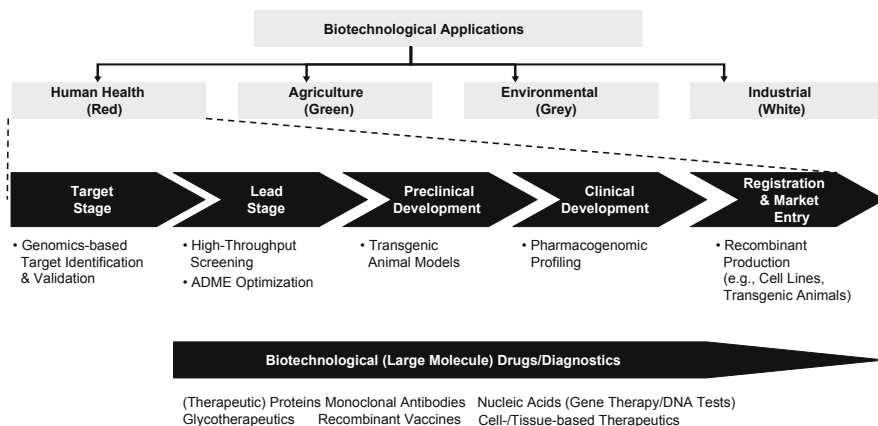 Biotechnological Applications
Human Health
(Red)
Agriculture
(Green)
Environmental
(Grey)
Industrial
(White)
Target
Stage
Lead
Stage
Preclinical
Development
Clinical
Development
Registration
& Market
Entry
• Genomics-based
Target Identification
& Validation
• High-Throughput
Screening
• ADME Optimization
• Transgenic
Animal Models
• Pharmacogenomic
Profiling
• Recombinant
Production
(e.g., Cell Lines,
Transgenic Animals)
Biotechnological (Large Molecule) Drugs/Diagnostics
(Therapeutic) Proteins Monoclonal Antibodies Nucleic Acids (Gene Therapy/DNA Tests)
Glycotherapeutics Recombinant Vaccines Cell-/Tissue-based Therapeutics